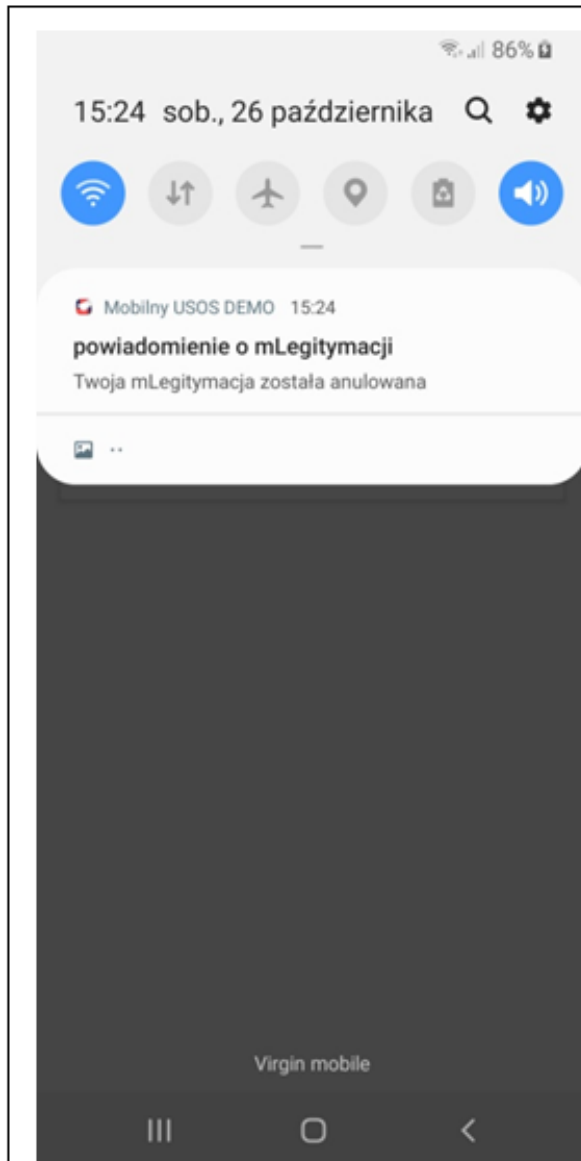 86%
15:24 sob., 26 października
Mobilny USOS DEMO 15:24
powiadomienie o mLegitymacji
Twoja mLegitymacja została anulowana
Virgin mobile